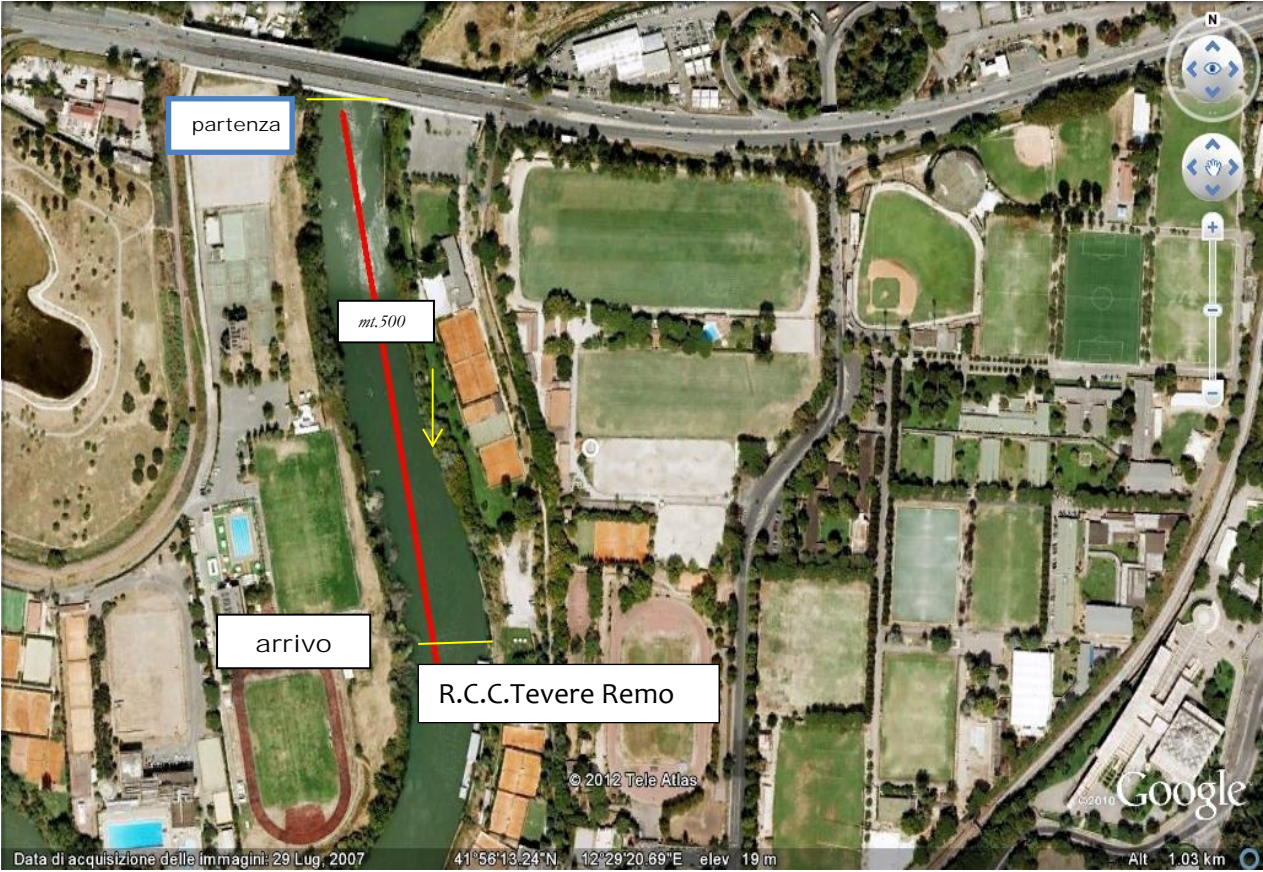 N
partenza
mt.500
arrivo
R.C.C.Tevere Remo
© 2012 Tele Atlas
©2010 Google
Data di acquisizione delle immagini: 29 Lug, 2007 41°56'13.24"N 12°29'20.69"E elev 19 m Alt 1.03 km